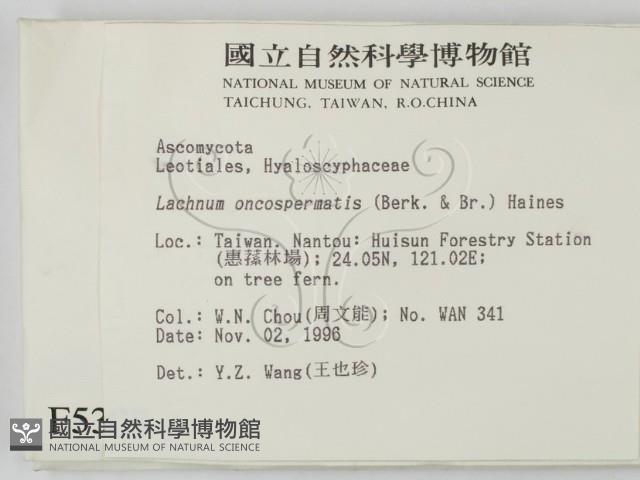 國立自然科學博物館
NATIONAL MUSEUM OF NATURAL SCIENCE
TAICHUNG, TAIWAN, R.O.CHINA
Ascomycota
Leotiales, Hyaloscyphaceae
Lachnum oncospermatis (Berk. & Br.) Haines
Loc.: Taiwan. Nantou: Huisun Forestry Station
(惠蓀林場); 24.05N, 121.02E;
on tree fern.
Col.: W.N. Chou(周文能); No. WAN 341
Date: Nov. 02, 1996
Det.: Y.Z. Wang(王也珍)
國立自然科學博物館
NATIONAL MUSEUM OF NATURAL SCIENCE